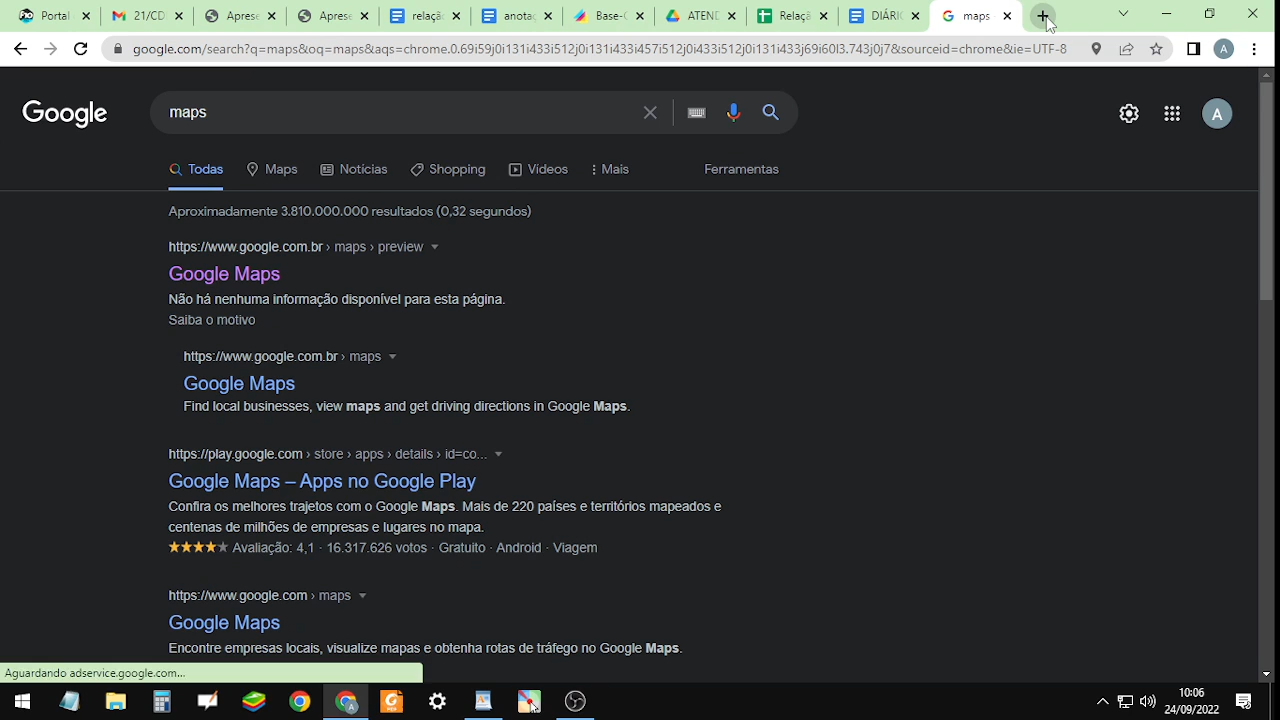 Portal
21/CD
Apres
Apres
relaçã
anota
Base-
ATEND
Relaçã
DIÁRI
maps
google.com/search?q=maps&oq=maps&aqs=chrome.0.69i59j0i131i433i512j0i131i433i457i512j0i433i512j0i131i433j69i60l3.743j0j7&sourceid=chrome&ie=UTF-8
A
Google
maps
A
Todas
Maps
Notícias
Shopping
Vídeos
Mais
Ferramentas
Aproximadamente 3.810.000.000 resultados (0,32 segundos)
https://www.google.com.br › maps › preview
Google Maps
Não há nenhuma informação disponível para esta página.
Saiba o motivo
https://www.google.com.br › maps
Google Maps
Find local businesses, view maps and get driving directions in Google Maps.
https://play.google.com › store › apps › details › id=co...
Google Maps – Apps no Google Play
Confira os melhores trajetos com o Google Maps. Mais de 220 países e territórios mapeados e
centenas de milhões de empresas e lugares no mapa.
Avaliação: 4,1 · 16.317.626 votos · Gratuito · Android · Viagem
https://www.google.com › maps
Google Maps
Encontre empresas locais, visualize mapas e obtenha rotas de tráfego no Google Maps.
Aguardando adservice.google.com...
10:06
24/09/2022